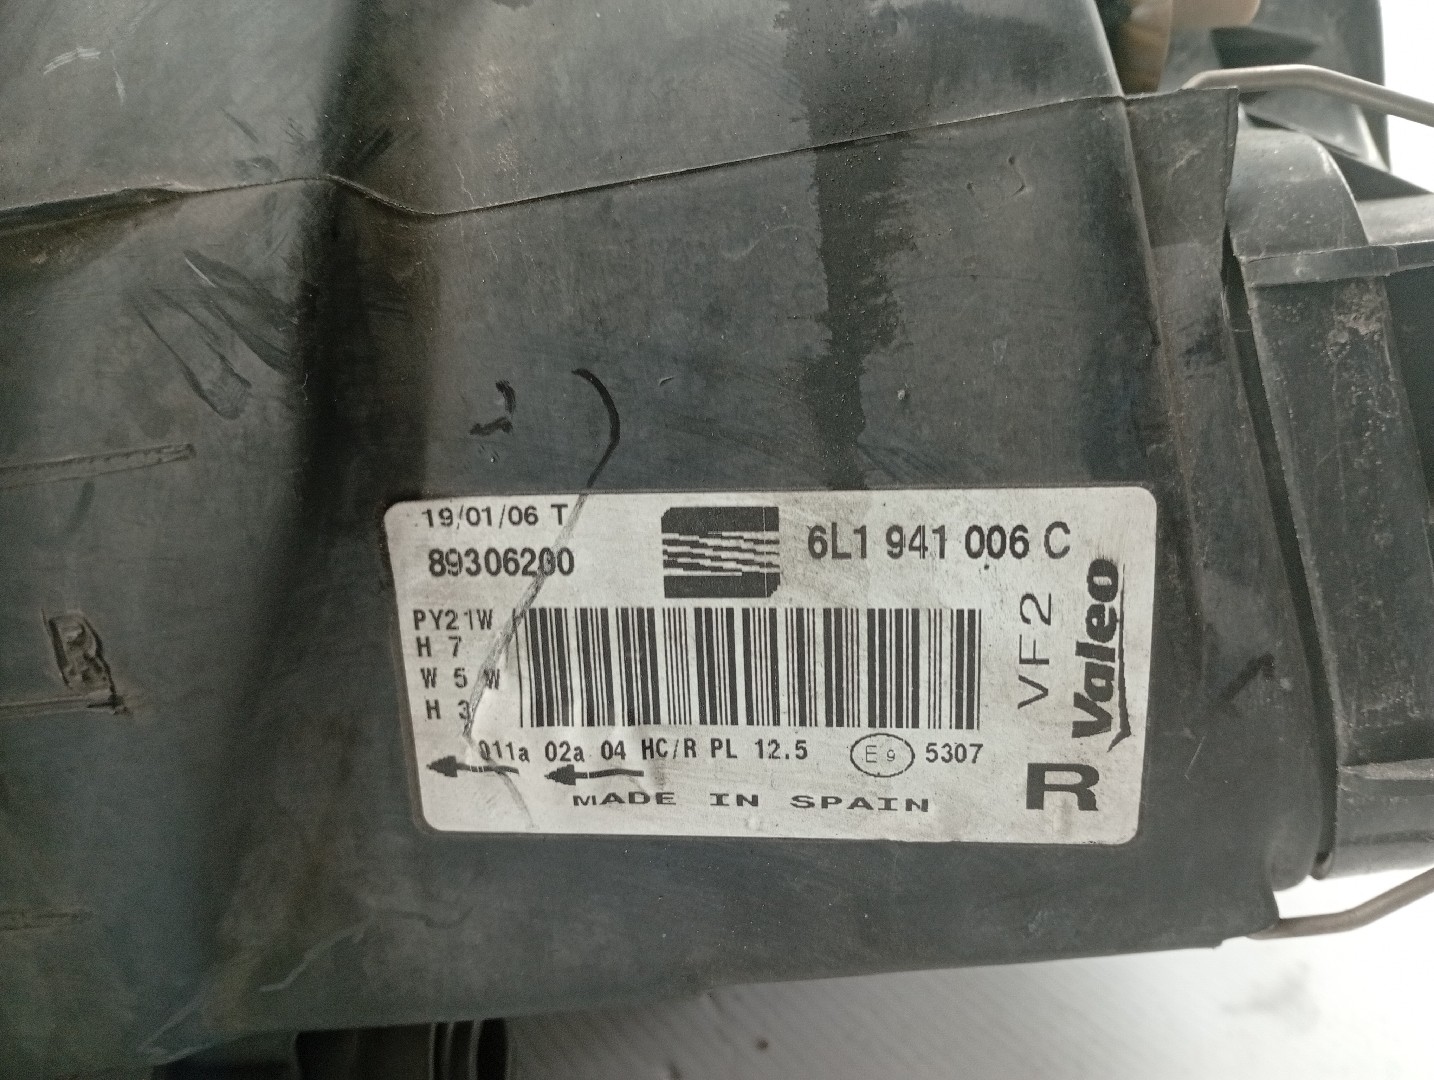 19/01/06 T
89306200
6L1 941 006 C
PY21W
H 7
W 5 W
H 3
VF2
Valeo
011a 02a 04 HC/R PL 12.5 E9 5307
MADE IN SPAIN
R